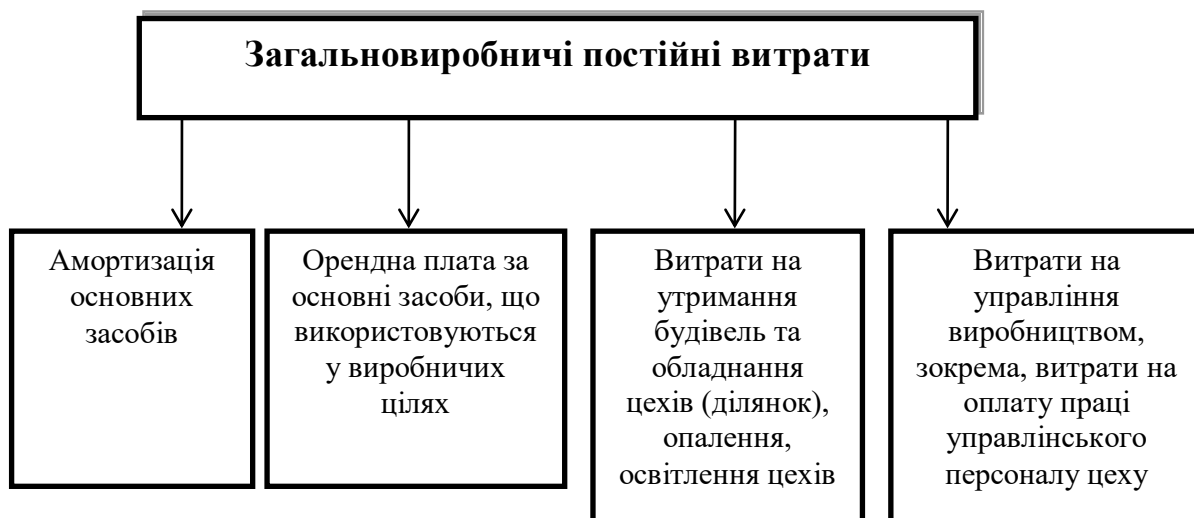 Загальновиробничі постійні витрати
Амортизація
основних
засобів
Орендна плата за
основні засоби, що
використовуються
у виробничих
цілях
Витрати на
утримання
будівель та
обладнання
цехів (ділянок),
опалення,
освітлення цехів
Витрати на
управління
виробництвом,
зокрема, витрати на
оплату праці
управлінського
персоналу цеху